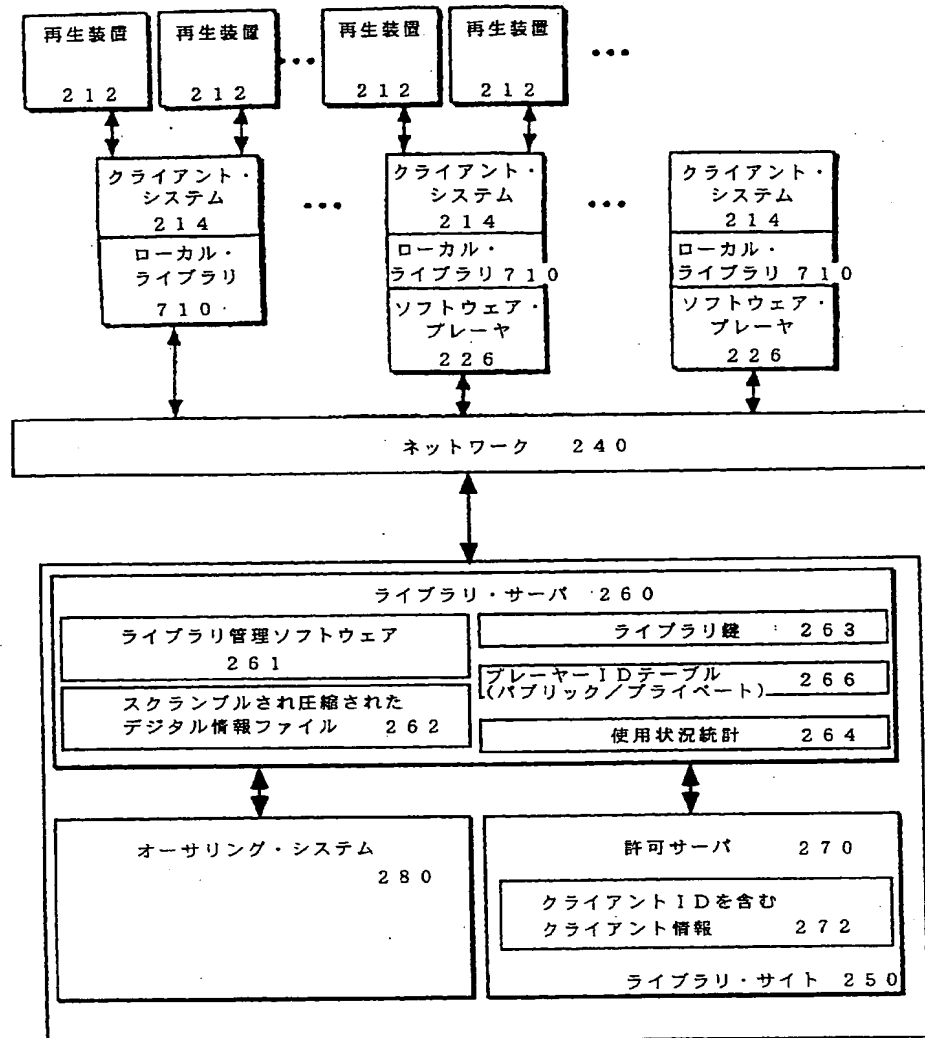 再生装置
212
再生装置
212
•••
再生装置
212
再生装置
212
•••
クライアント・
システム
214
ローカル・
ライブラリ
710
•••
クライアント・
システム
214
ローカル・
ライブラリ710
ソフトウェア・
プレーヤ
226
•••
クライアント・
システム
214
ローカル・
ライブラリ 710
ソフトウェア・
プレーヤ
226
ネットワーク 240
ライブラリ・サーバ 260
ライブラリ管理ソフトウェア
261
スクランブルされ圧縮された
デジタル情報ファイル 262
ライブラリ鍵 263
プレーヤーIDテーブル
(パブリック/プライベート) 266
使用状況統計 264
オーサリング・システム
280
許可サーバ 270
クライアントIDを含む
クライアント情報 272
ライブラリ・サイト 250